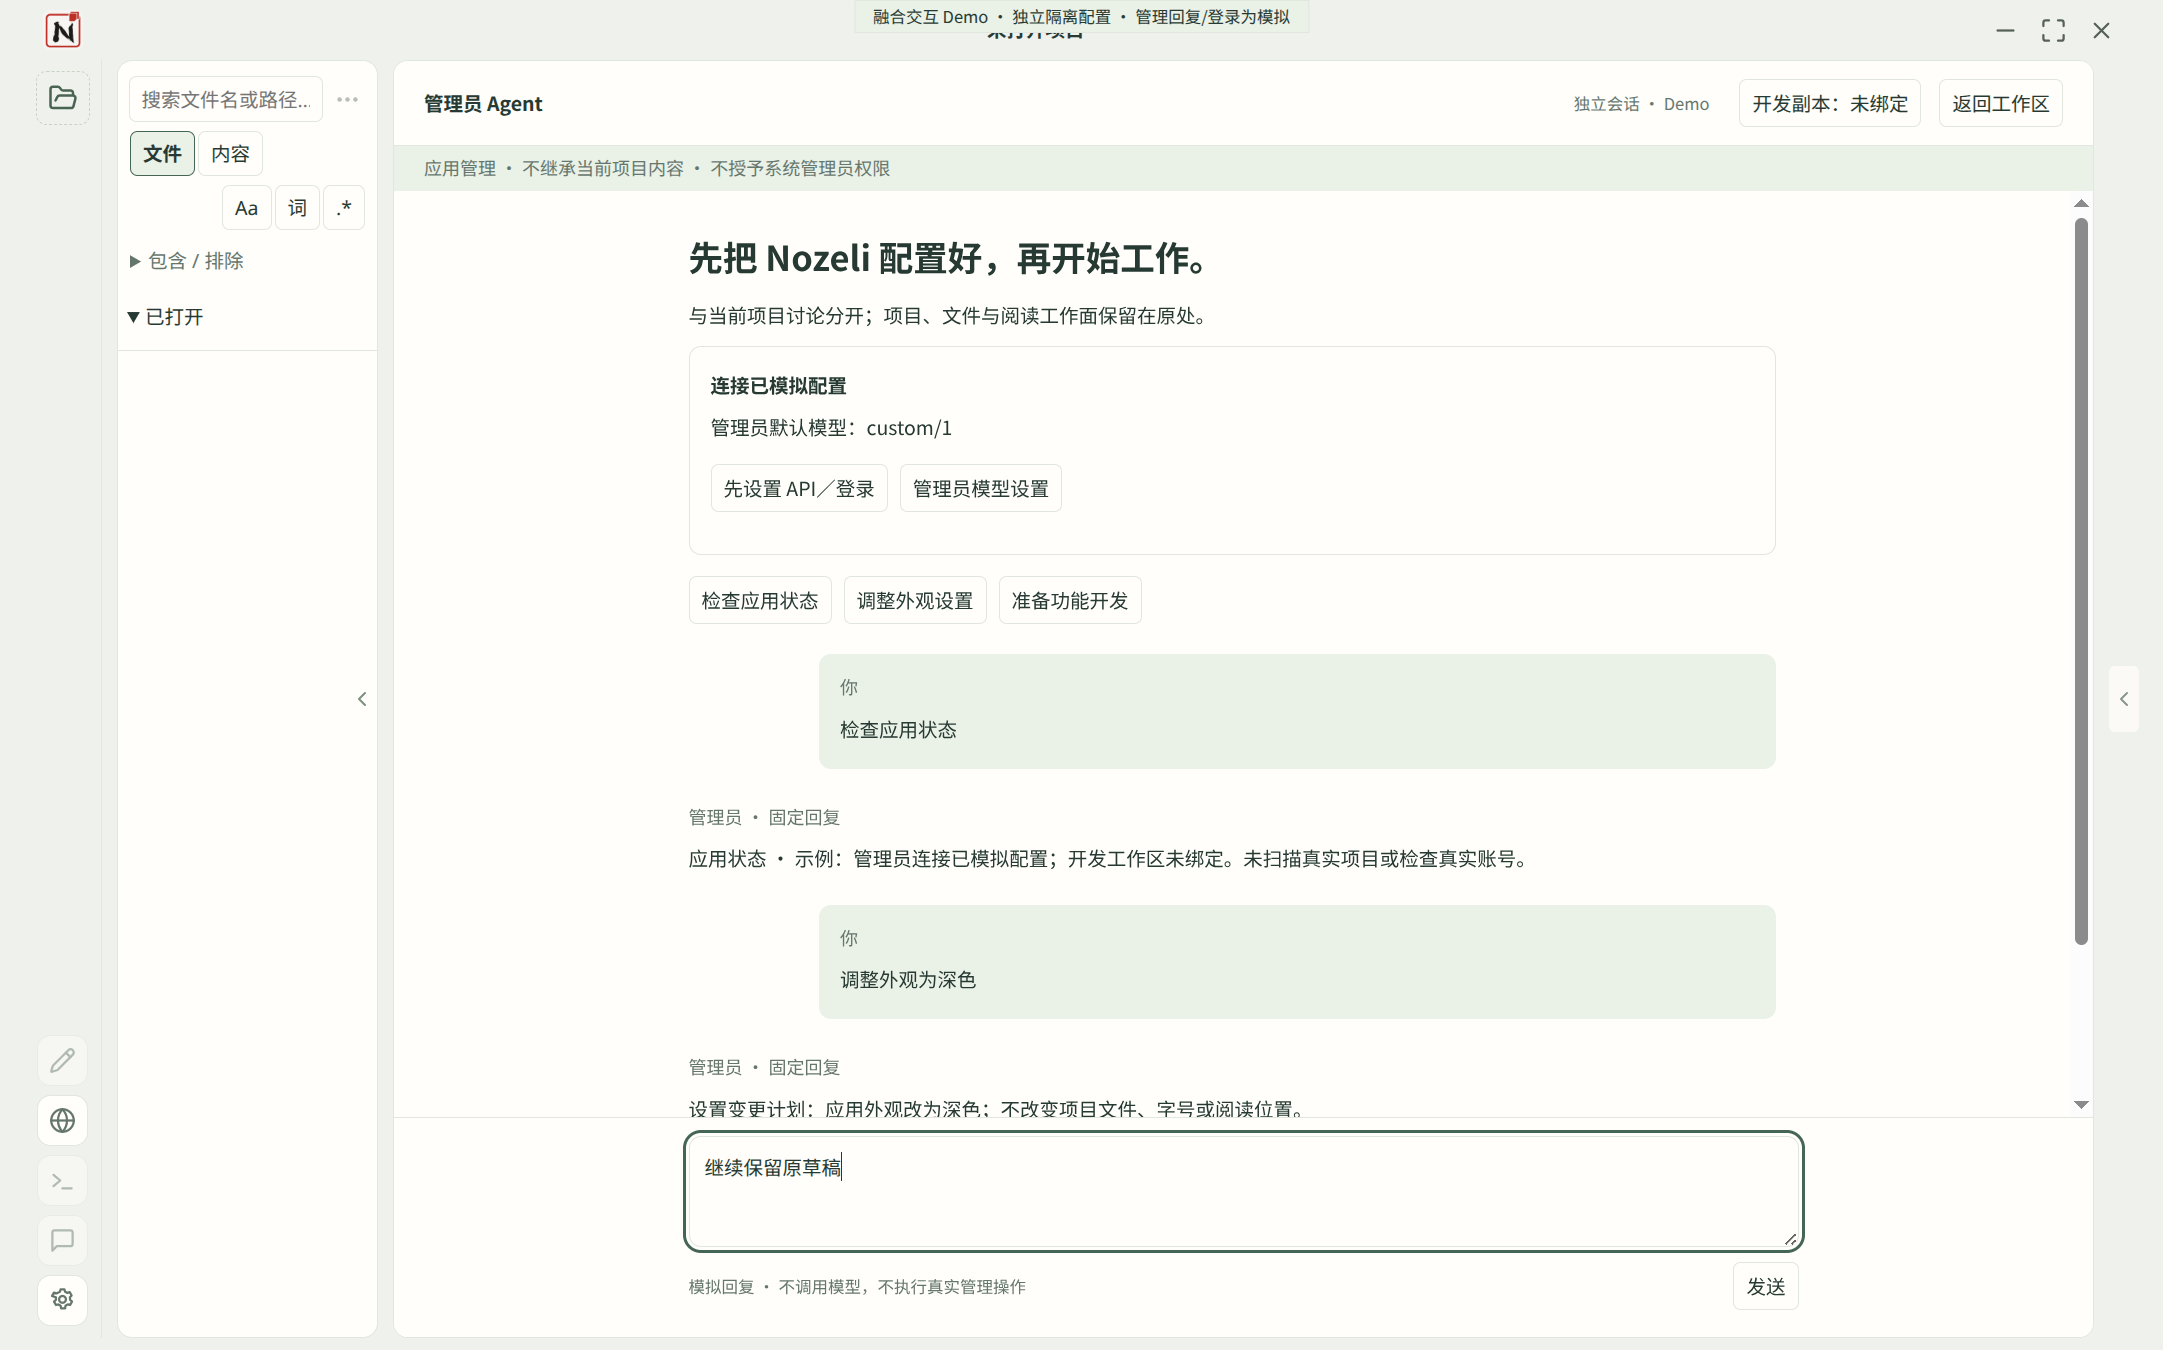 融合交互 Demo • 独立隔离配置 • 管理回复/登录为模拟
搜索文件名或路径...
文件
内容
Aa
词
.*
包含 / 排除
已打开
管理员 Agent
独立会话 • Demo
开发副本：未绑定
返回工作区
应用管理 • 不继承当前项目内容 • 不授予系统管理员权限
先把 Nozeli 配置好，再开始工作。
与当前项目讨论分开；项目、文件与阅读工作面保留在原处。
连接已模拟配置
管理员默认模型：custom/1
先设置 API／登录
管理员模型设置
检查应用状态
调整外观设置
准备功能开发
你
检查应用状态
管理员 • 固定回复
应用状态 • 示例：管理员连接已模拟配置；开发工作区未绑定。未扫描真实项目或检查真实账号。
你
调整外观为深色
管理员 • 固定回复
设置变更计划：应用外观改为深色；不改变项目文件、字号或阅读位置。
继续保留原草稿
模拟回复 • 不调用模型，不执行真实管理操作
发送